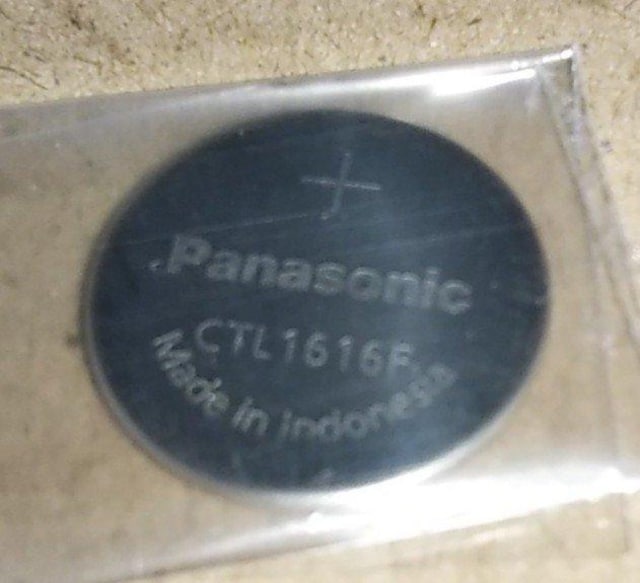 +
Panasonic
CTL1616F
Made in Indonesia